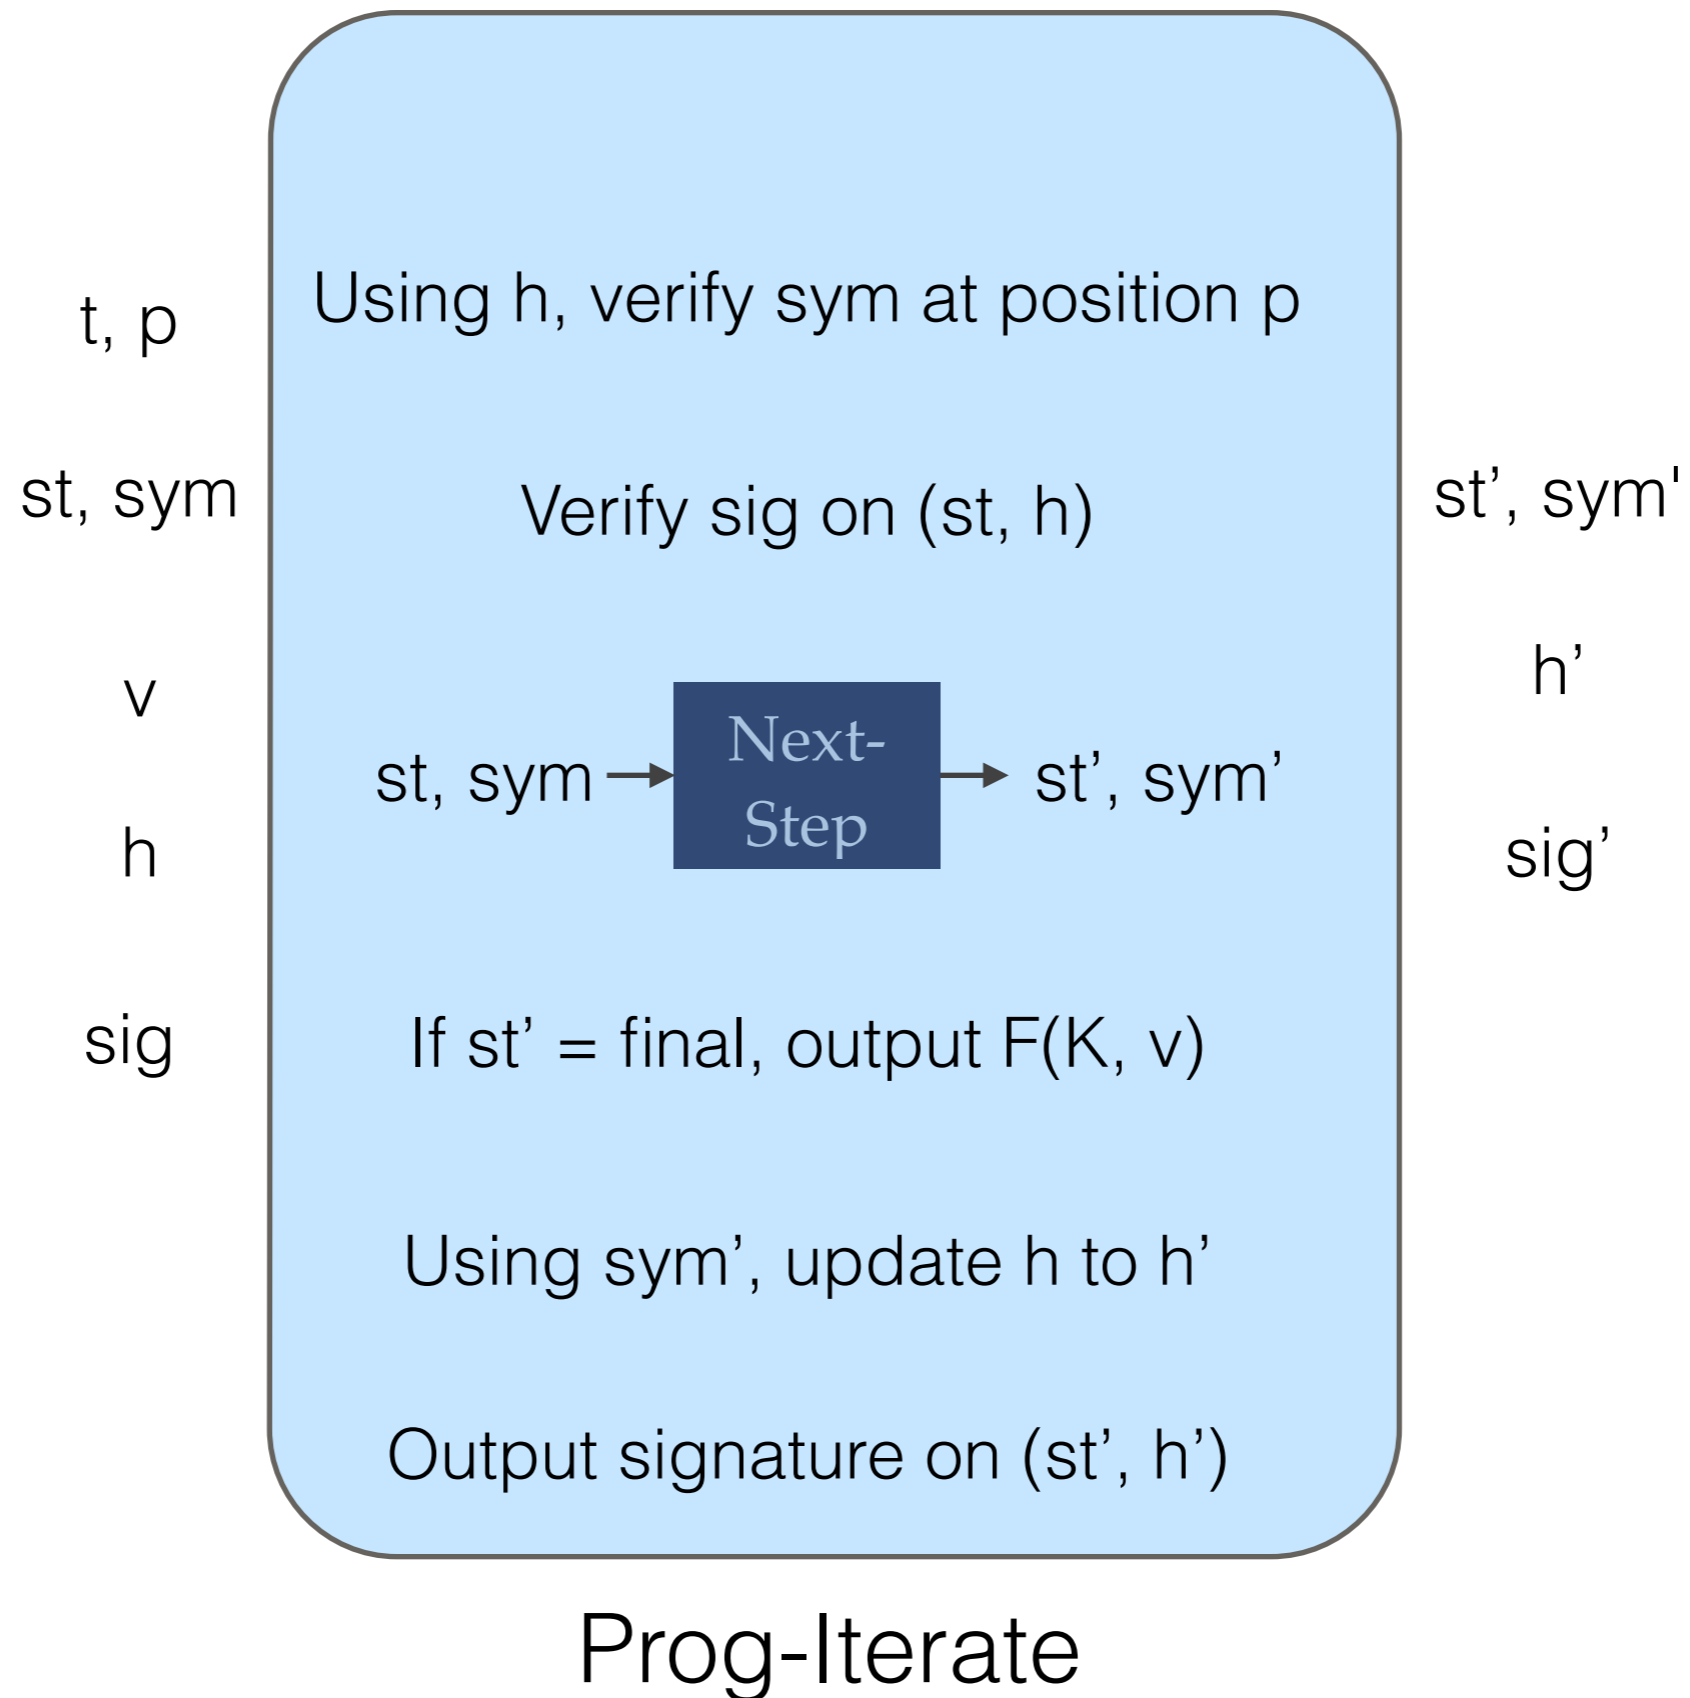 t, p
st, sym
v
h
sig
Using h, verify sym at position p
Verify sig on (st, h)
st, sym
Next-
Step
st’, sym’
If st’ = final, output F(K, v)
Using sym’, update h to h’
Output signature on (st’, h’)
st’, sym'
h’
sig’
Prog-Iterate